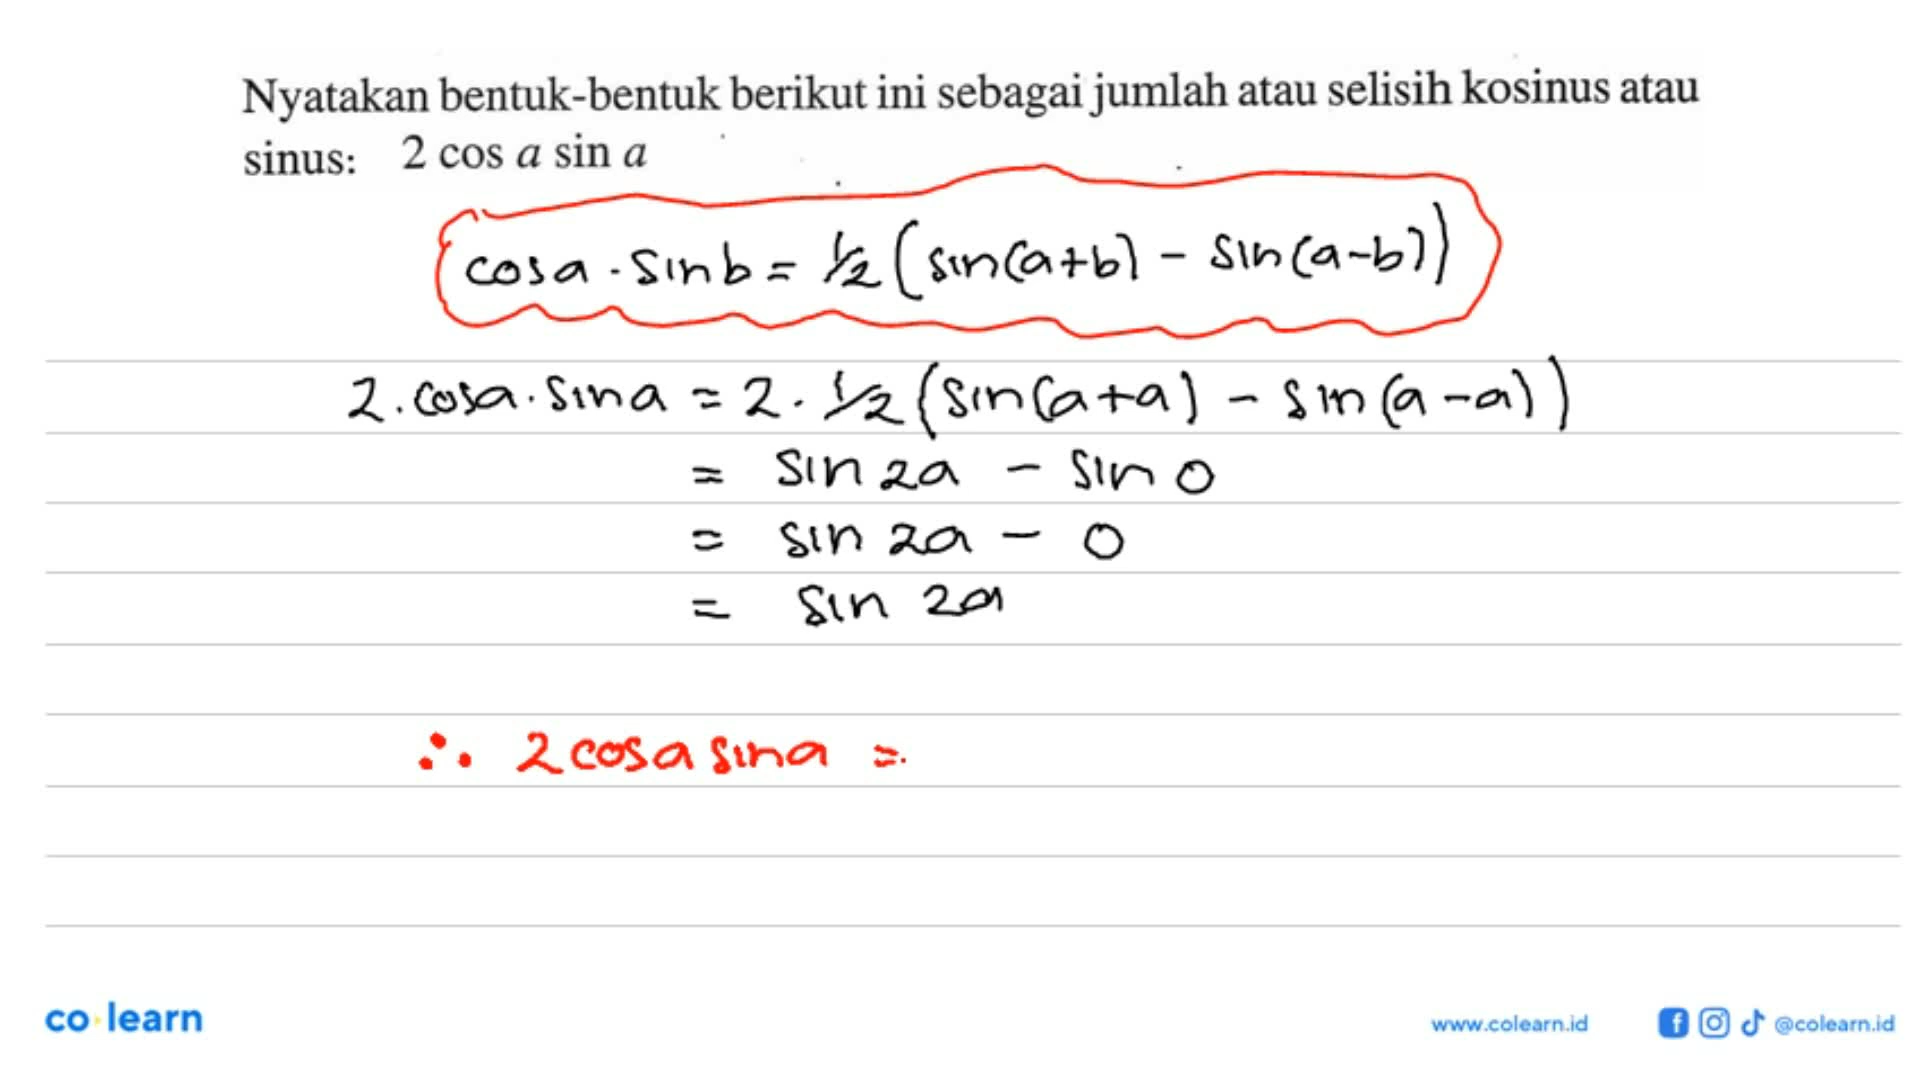 Nyatakan bentuk-bentuk berikut ini sebagai jumlah atau selisih kosinus atau
sinus: 2 cos a sin a
cos a · sin b = 1/2 (sin(a+b) - sin(a-b))
2 . cos a . sin a = 2 . 1/2 (sin(a+a) - sin(a-a))
= sin 2a - sin 0
= sin 2a - 0
= sin 2a
∴ 2 cos a sin a =
co·learn
www.colearn.id @colearn.id